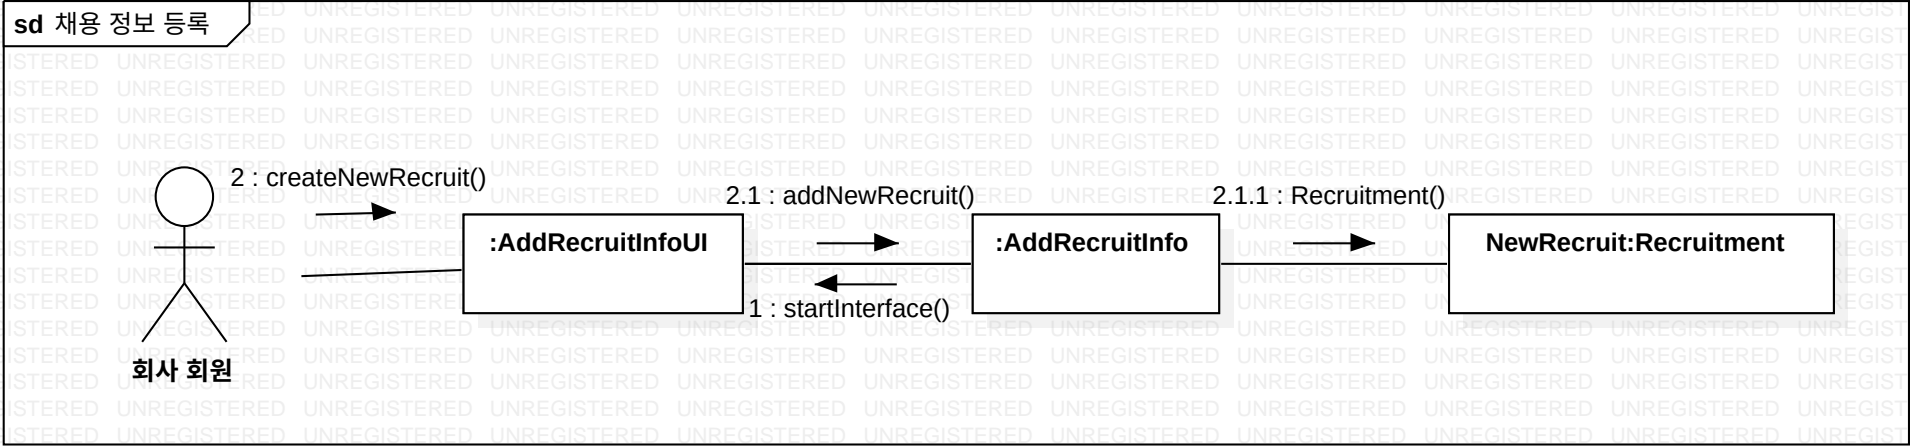 sd 채용 정보 등록
2 : createNewRecruit()
2.1 : addNewRecruit()
2.1.1 : Recruitment()
:AddRecruitInfoUI
:AddRecruitInfo
NewRecruit:Recruitment
1 : startInterface()
회사 회원
UNREGISTERED